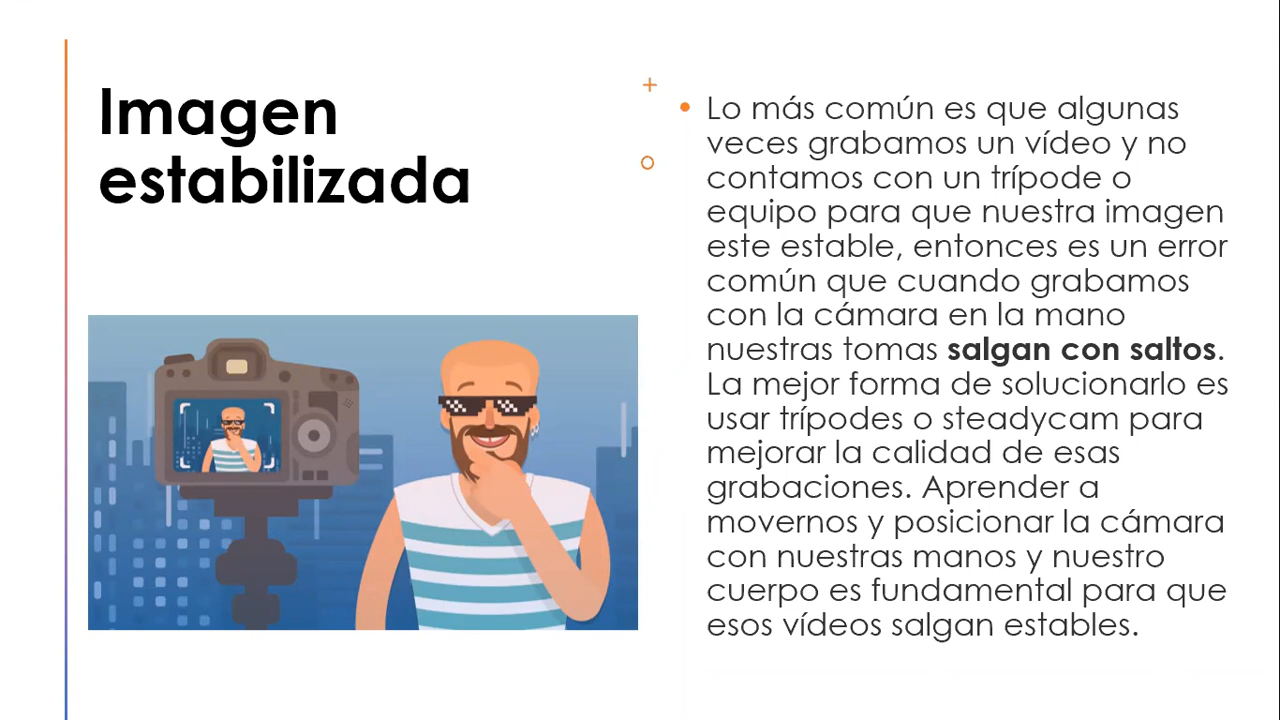 Imagen
estabilizada
Lo más común es que algunas
veces grabamos un vídeo y no
contamos con un trípode o
equipo para que nuestra imagen
este estable, entonces es un error
común que cuando grabamos
con la cámara en la mano
nuestras tomas salgan con saltos.
La mejor forma de solucionarlo es
usar trípodes o steadycam para
mejorar la calidad de esas
grabaciones. Aprender a
movernos y posicionar la cámara
con nuestras manos y nuestro
cuerpo es fundamental para que
esos vídeos salgan estables.